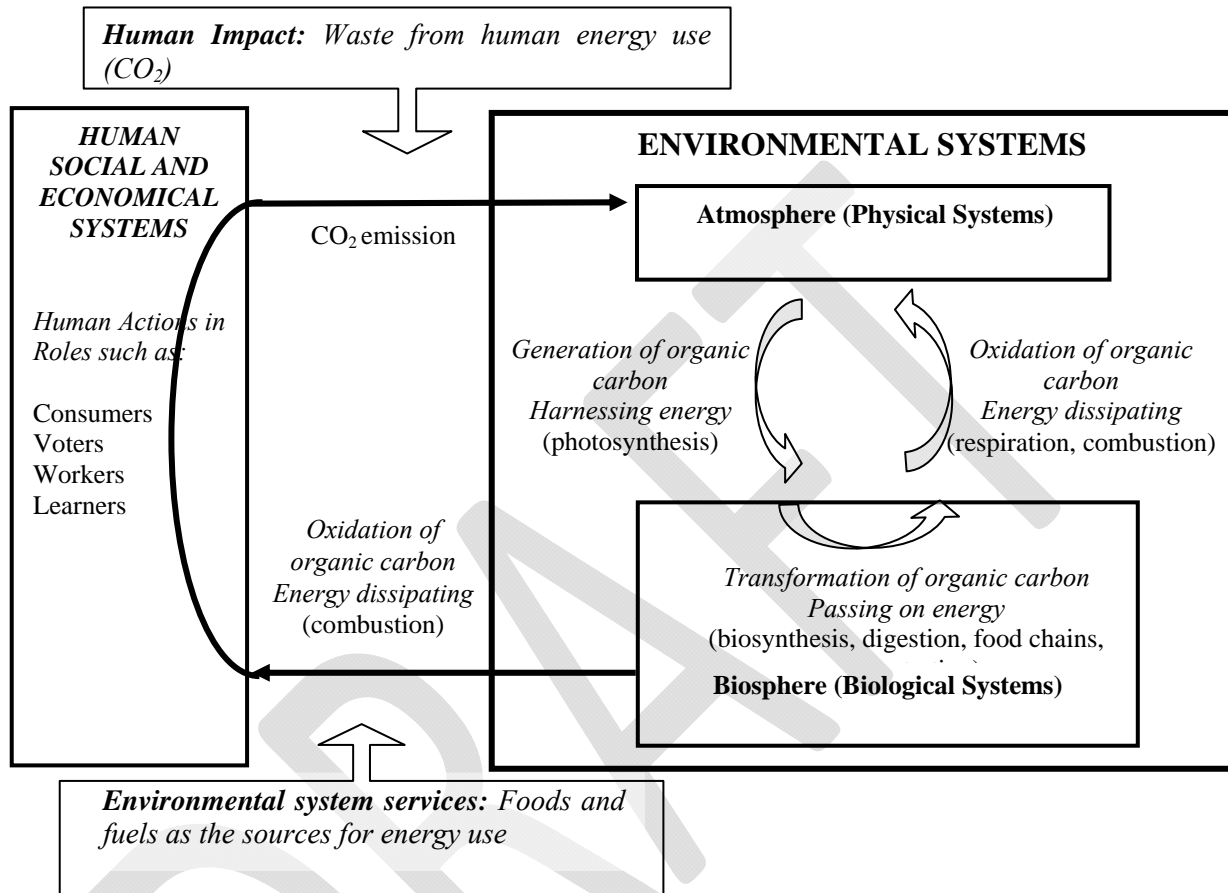 Human Impact: Waste from human energy use
(CO2)
HUMAN
SOCIAL AND
ECONOMICAL
SYSTEMS
Human Actions in
Roles such as:
Consumers
Voters
Workers
Learners
CO2 emission
Oxidation of
organic carbon
Energy dissipating
(combustion)
ENVIRONMENTAL SYSTEMS
Atmosphere (Physical Systems)
Generation of organic
carbon
Harnessing energy
(photosynthesis)
Oxidation of organic
carbon
Energy dissipating
(respiration, combustion)
Transformation of organic carbon
Passing on energy
(biosynthesis, digestion, food chains,
Biosphere (Biological Systems)
Environmental system services: Foods and
fuels as the sources for energy use
DRAFT